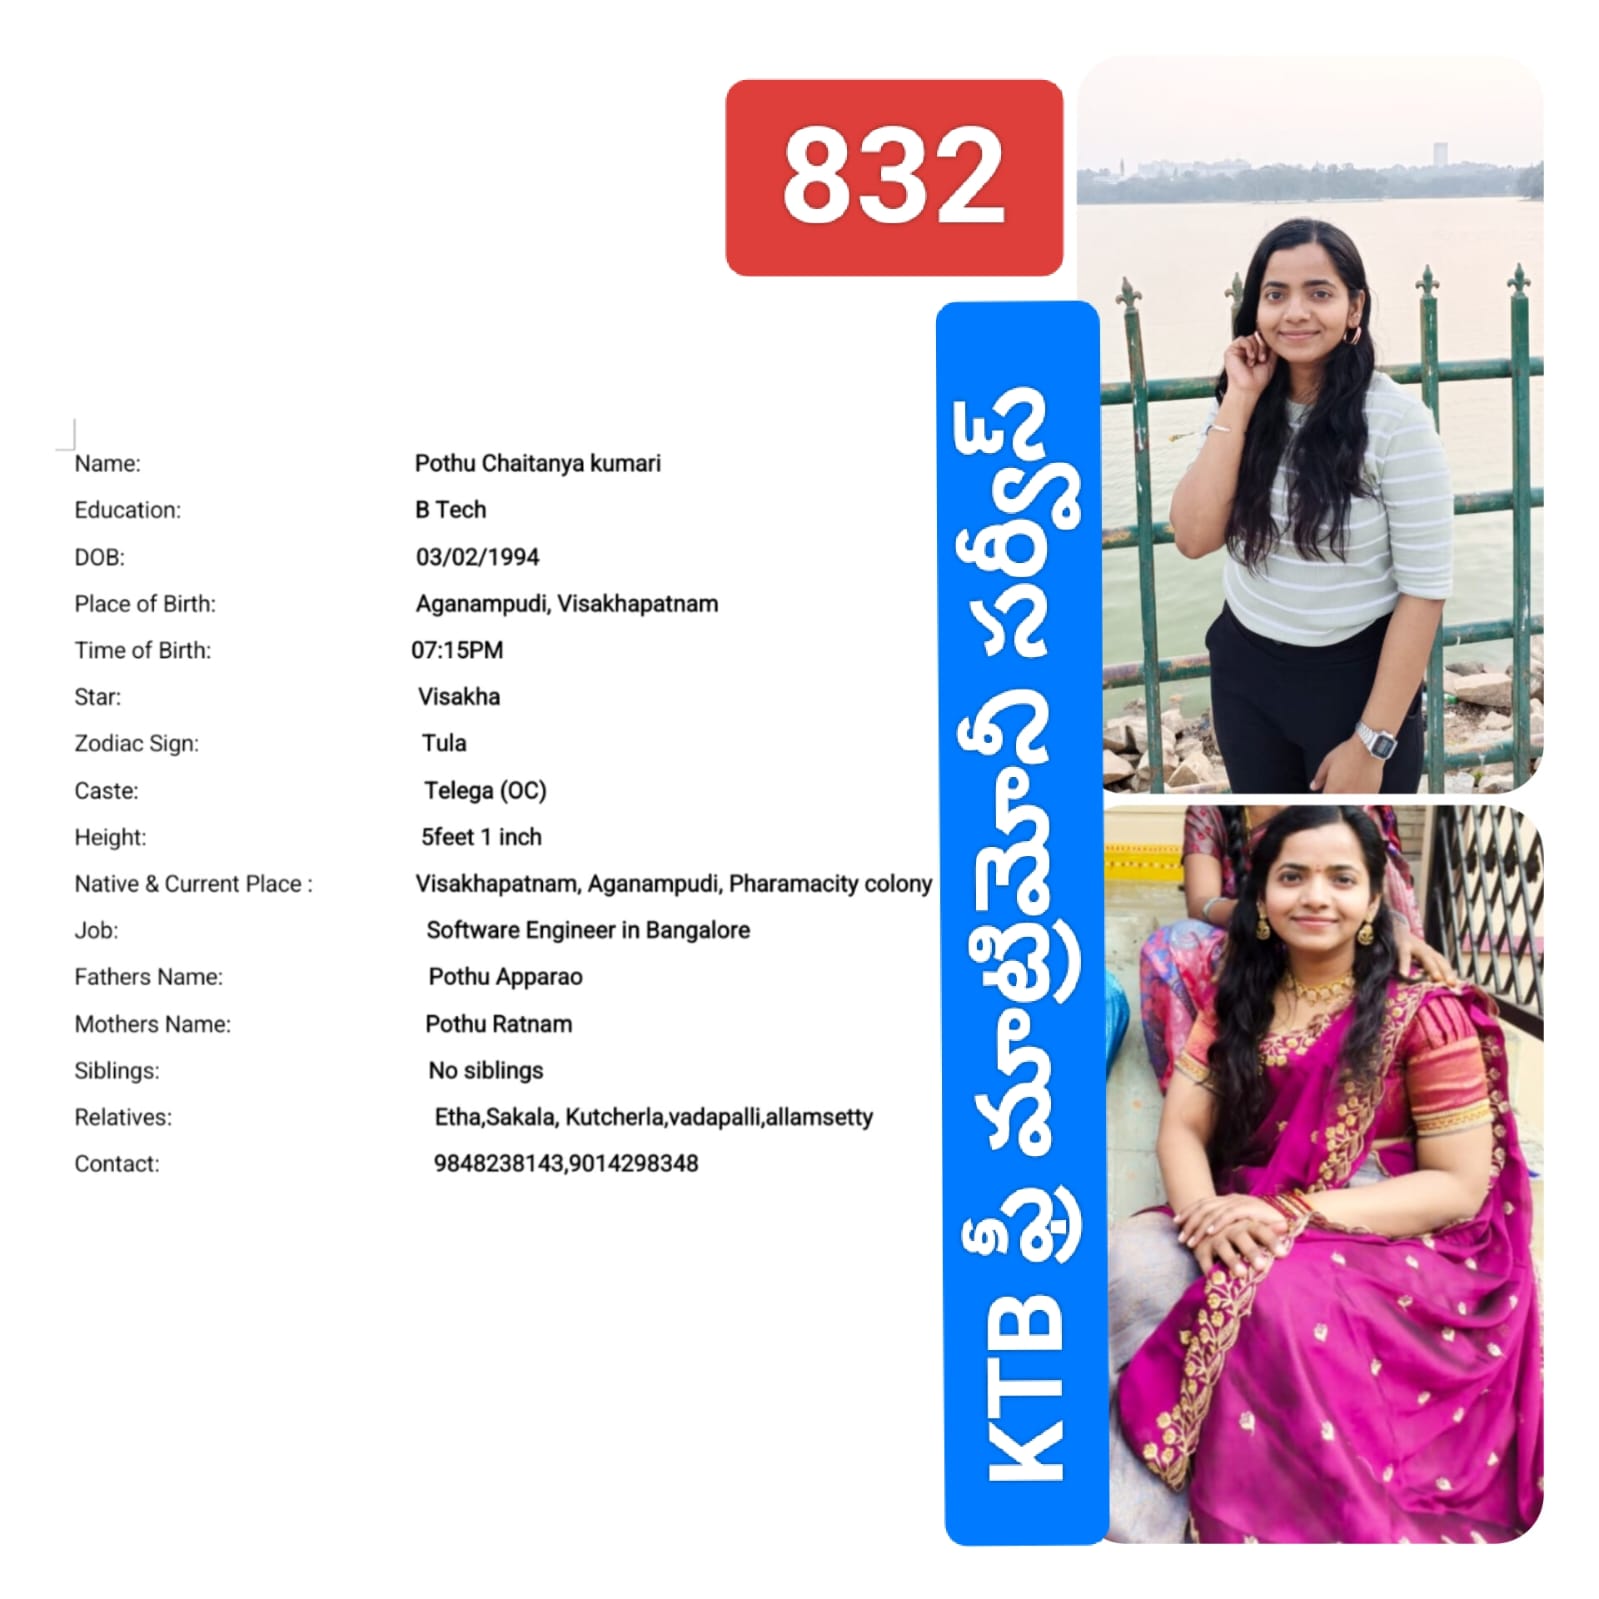 832
Name: Pothu Chaitanya kumari
Education: B Tech
DOB: 03/02/1994
Place of Birth: Aganampudi, Visakhapatnam
Time of Birth: 07:15PM
Star: Visakha
Zodiac Sign: Tula
Caste: Telega (OC)
Height: 5feet 1 inch
Native & Current Place : Visakhapatnam, Aganampudi, Pharamacity colony
Job: Software Engineer in Bangalore
Fathers Name: Pothu Apparao
Mothers Name: Pothu Ratnam
Siblings: No siblings
Relatives: Etha,Sakala, Kutcherla,vadapalli,allamsetty
Contact: 9848238143,9014298348
KTB ఫ్రీ మాట్రిమోనీ సర్వీస్